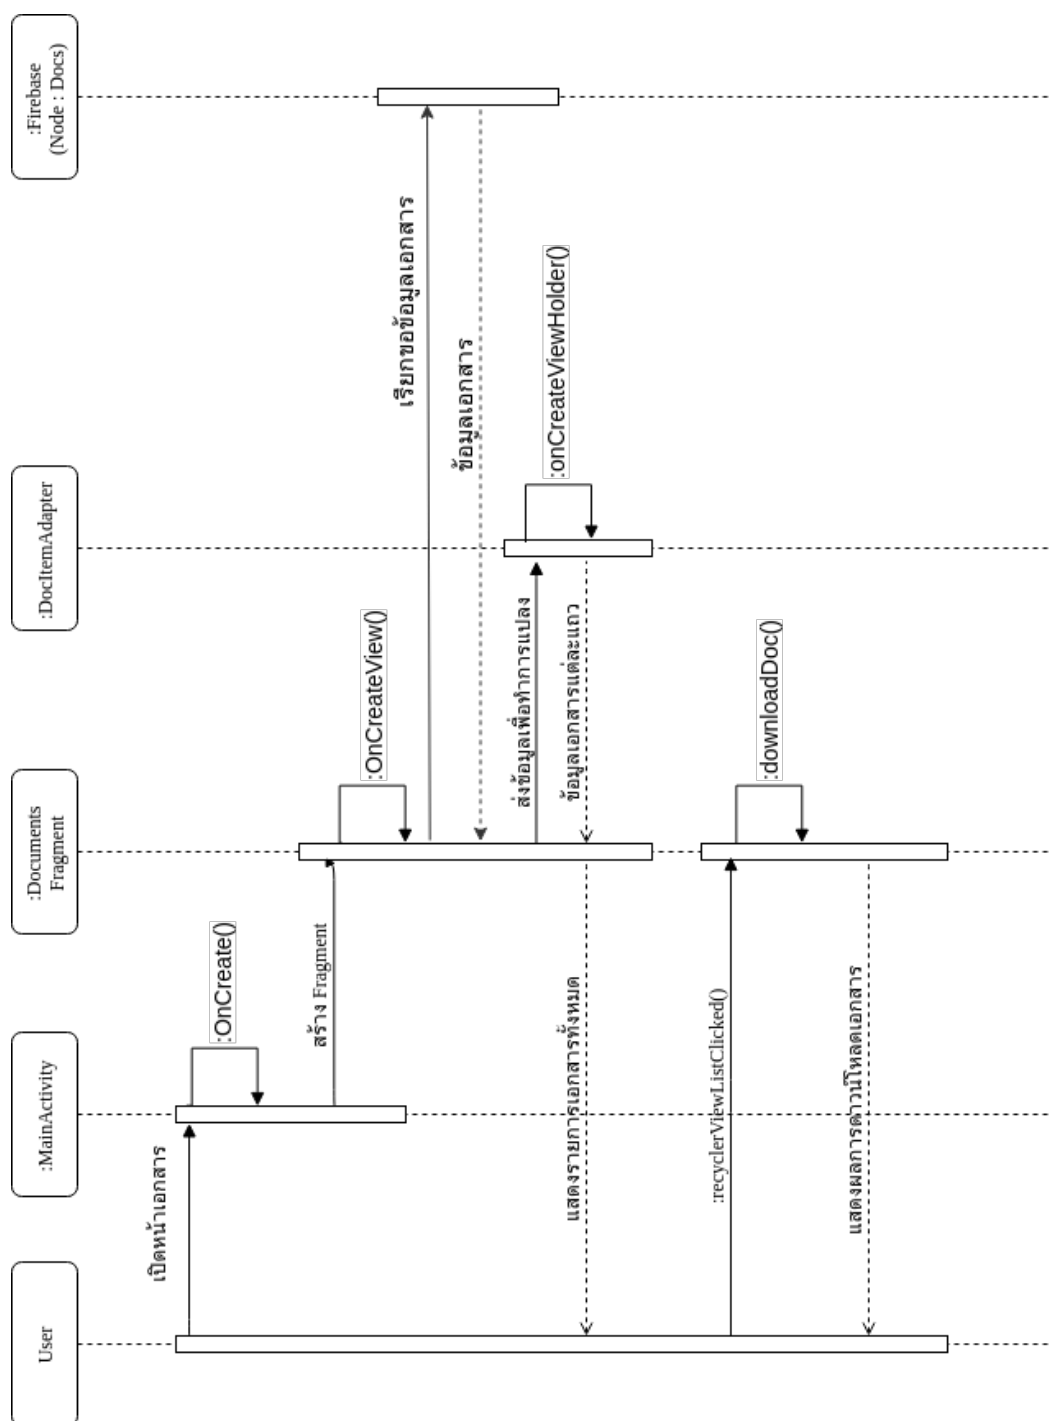 User
:MainActivity
:Documents
Fragment
:DocItemAdapter
:Firebase
(Node : Docs)
เปิดหน้าเอกสาร
:OnCreate()
สร้าง Fragment
:OnCreateView()
เรียกขอข้อมูลเอกสาร
ข้อมูลเอกสาร
ส่งข้อมูลเพื่อทำการแปลง
:onCreateViewHolder()
ข้อมูลเอกสารแต่ละแถว
แสดงรายการเอกสารทั้งหมด
:recyclerViewListClicked()
:downloadDoc()
แสดงผลการดาวน์โหลดเอกสาร